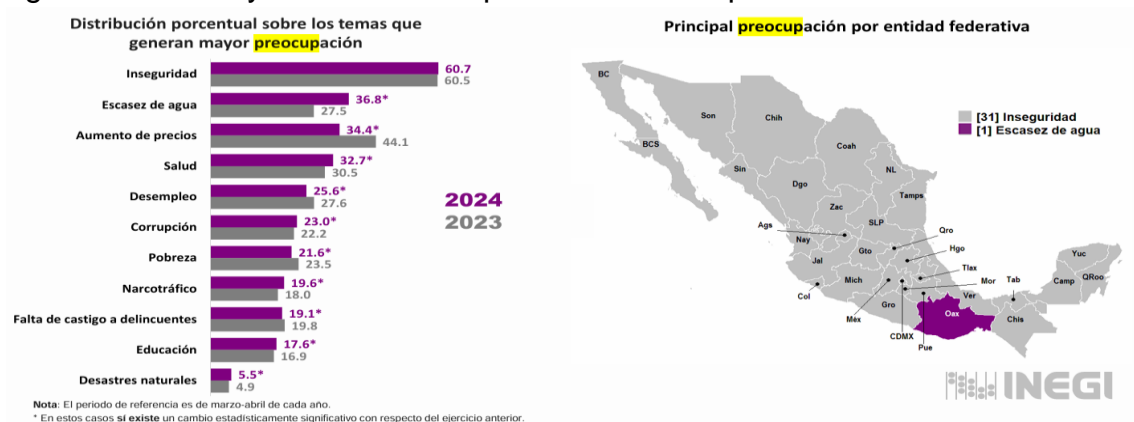 Distribución porcentual sobre los temas que
generan mayor preocupación
Inseguridad
60.7
60.5
Escasez de agua
36.8*
27.5
Aumento de precios
34.4*
44.1
Salud
32.7*
30.5
Desempleo
25.6*
27.6
Corrupción
23.0*
22.2
Pobreza
21.6*
23.5
Narcotráfico
19.6*
18.0
Falta de castigo a delincuentes
19.1*
19.8
Educación
17.6*
16.9
Desastres naturales
5.5*
4.9
2024
2023
Nota: El periodo de referencia es de marzo-abril de cada año.
* En estos casos sí existe un cambio estadísticamente significativo con respecto del ejercicio anterior.
Principal preocupación por entidad federativa
[31] Inseguridad
[1] Escasez de agua
BC
Son
Chih
BCS
Coah
Sin
NL
Dgo
Tamps
Zac
SLP
Ags
Qro
Nay
Gto
Hgo
Jal
Tlax
Yuc
Mich
Mor
Tab
Camp
QRoo
Col
Gro
Ver
Méx
Oax
Chis
CDMX
Pue
INEGI